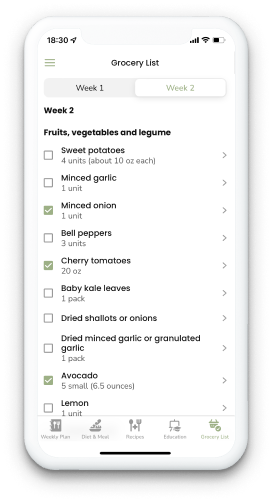 18:30
Grocery List
Week 1
Week 2
Week 2
Fruits, vegetables and legume
Sweet potatoes
4 units (about 10 oz each)
Minced garlic
1 unit
Minced onion
1 unit
Bell peppers
3 units
Cherry tomatoes
20 oz
Baby kale leaves
1 pack
Dried shallots or onions
Dried minced garlic or granulated
garlic
1 pack
Avocado
5 small (6.5 ounces)
Lemon
1 unit
Weekly Plan
Diet & Meal
Recipes
Education
Grocery List